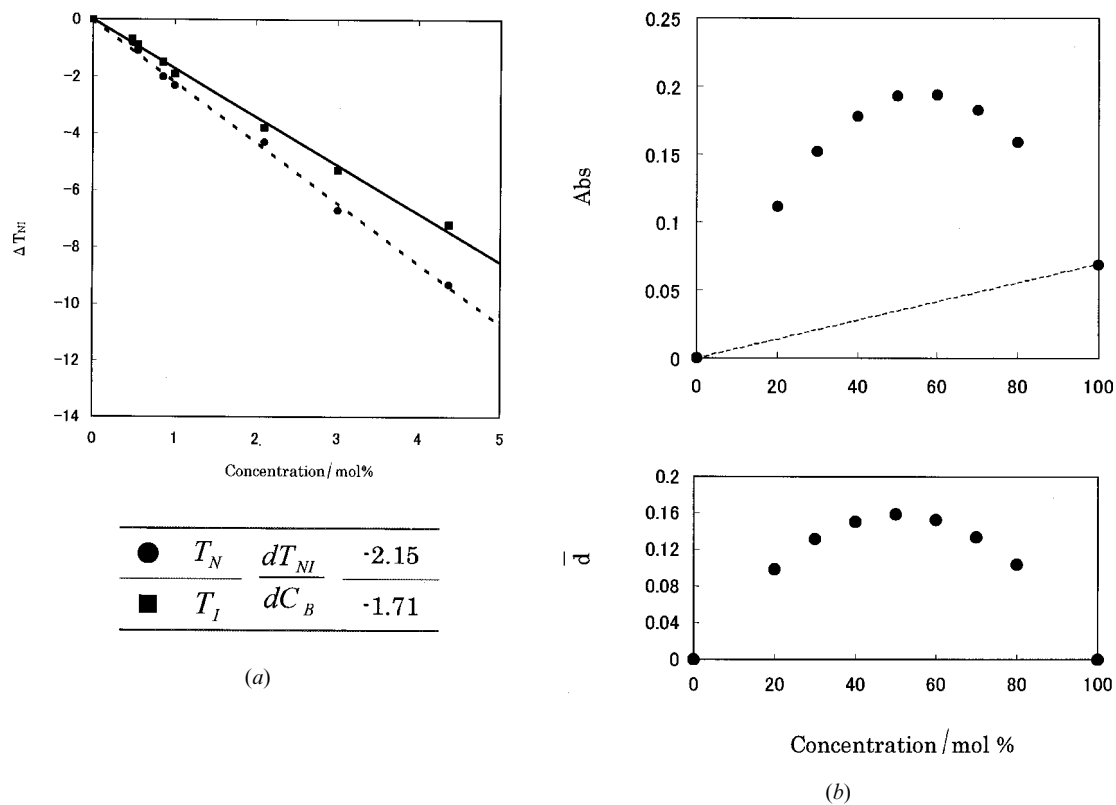 0
-2
-4
-6
-8
-10
-12
-14
Δ T_NI
0 1 2 3 4 5
Concentration / mol%
● T_N dT_NI -2.15
■ T_I dC_B -1.71
(a)
0.25
0.2
0.15
0.1
0.05
0
Abs
0 20 40 60 80 100
0.2
0.16
0.12
0.08
0.04
0
d̅
0 20 40 60 80 100
Concentration / mol %
(b)